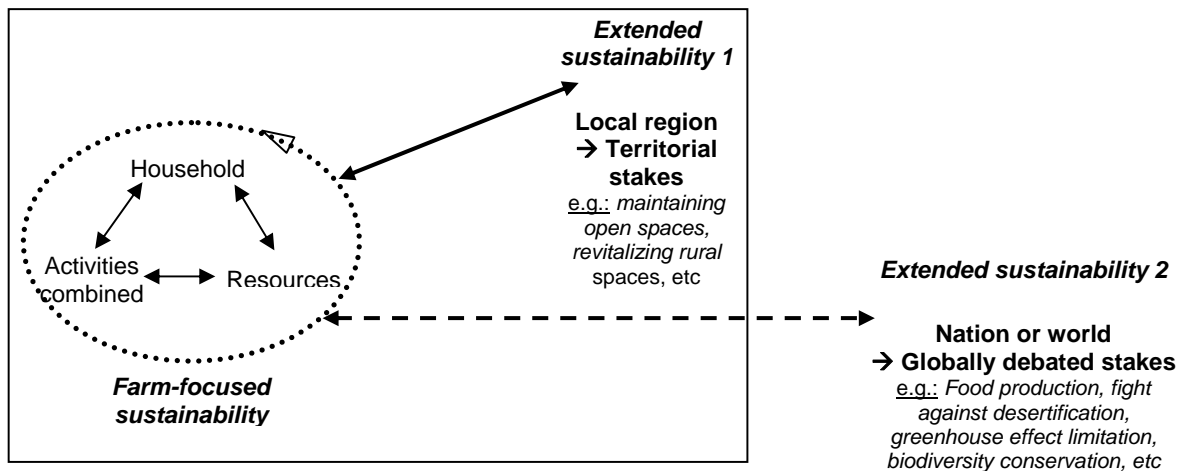 Extended
sustainability 1
Local region
→ Territorial
stakes
e.g.: maintaining
open spaces,
revitalizing rural
spaces, etc
Household
Activities
combined
Resources
Farm-focused
sustainability
Extended sustainability 2
Nation or world
→ Globally debated stakes
e.g.: Food production, fight
against desertification,
greenhouse effect limitation,
biodiversity conservation, etc